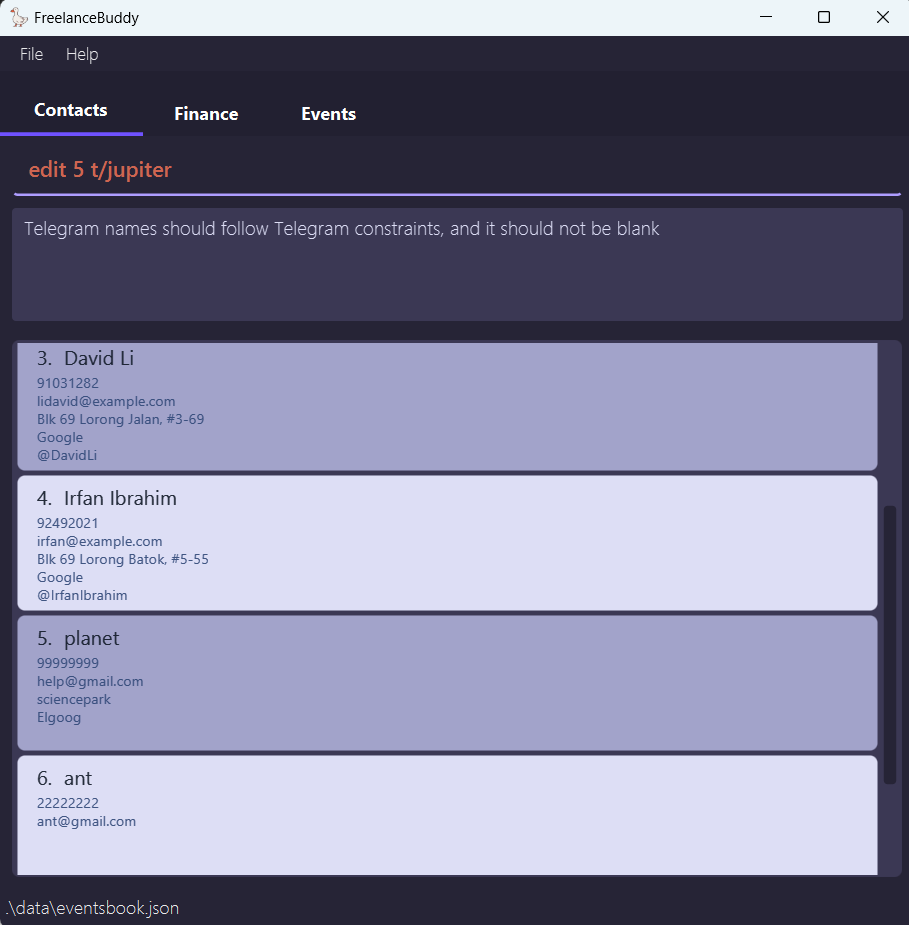 FreelanceBuddy
File Help
Contacts Finance Events
edit 5 t/jupiter
Telegram names should follow Telegram constraints, and it should not be blank
3. David Li
91031282
lidavid@example.com
Blk 69 Lorong Jalan, #3-69
Google
@DavidLi
4. Irfan Ibrahim
92492021
irfan@example.com
Blk 69 Lorong Batok, #5-55
Google
@IrfanIbrahim
5. planet
99999999
help@gmail.com
sciencepark
Elgoog
6. ant
22222222
ant@gmail.com
.\data\eventsbook.json